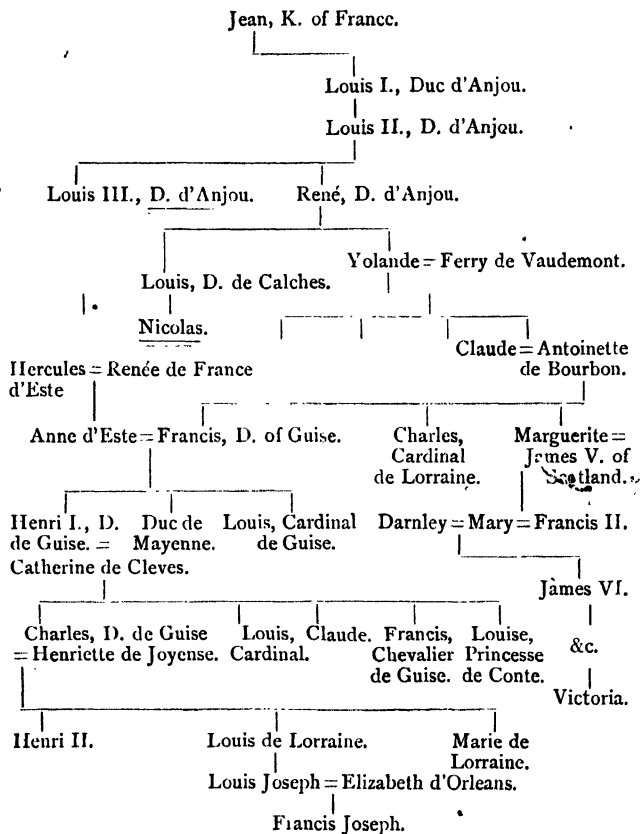 Jean, K. of France.
Louis I., Duc d'Anjou.
Louis II., D. d'Anjou.
Louis III., D. d'Anjou. René, D. d'Anjou.
Yolande = Ferry de Vaudemont.
Louis, D. de Calches.
Nicolas.
Claude = Antoinette
de Bourbon.
Hercules = Renée de France
d'Este
Anne d'Este = Francis, D. of Guise.
Charles,
Cardinal
de Lorraine.
Marguerite =
James V. of
Scotland.
Henri I., D.
de Guise. =
Catherine de Cleves.
Duc de
Mayenne.
Louis, Cardinal
de Guise.
Darnley = Mary = Francis II.
James VI.
Charles, D. de Guise
= Henriette de Joyense.
Louis,
Cardinal.
Claude.
Francis,
Chevalier
de Guise.
Louise,
Princesse
de Conte.
&c.
Victoria.
Henri II.
Louis de Lorraine.
Marie de
Lorraine.
Louis Joseph = Elizabeth d'Orleans.
Francis Joseph.